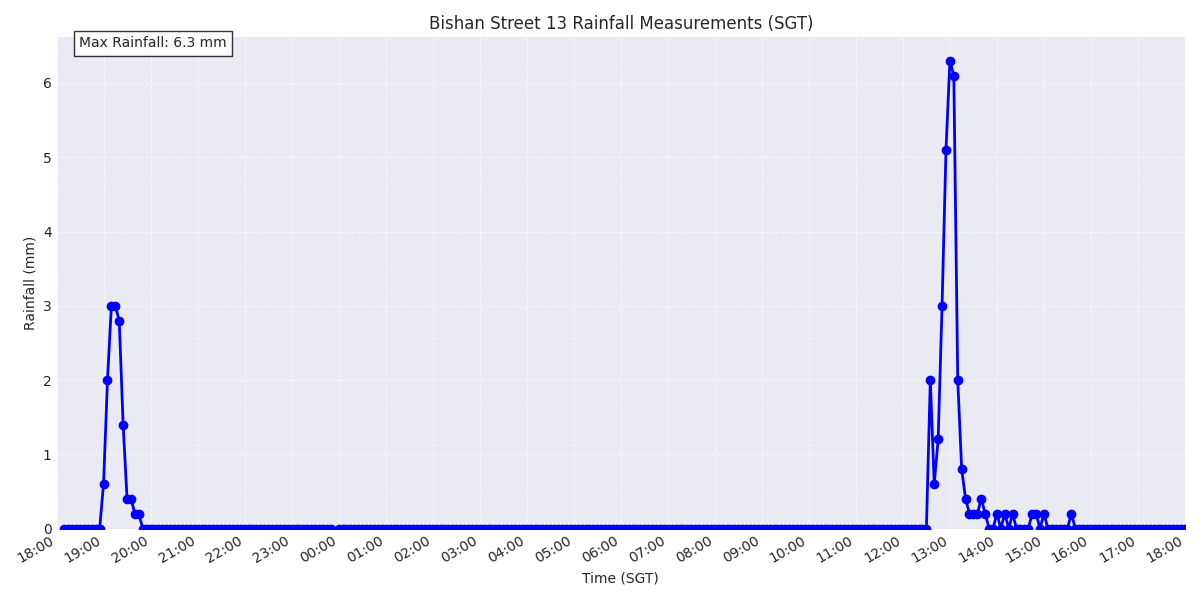 Bishan Street 13 Rainfall Measurements (SGT)
Max Rainfall: 6.3 mm
Rainfall (mm)
6
5
4
3
2
1
0
18:00 19:00 20:00 21:00 22:00 23:00 00:00 01:00 02:00 03:00 04:00 05:00 06:00 07:00 08:00 09:00 10:00 11:00 12:00 13:00 14:00 15:00 16:00 17:00 18:00
Time (SGT)